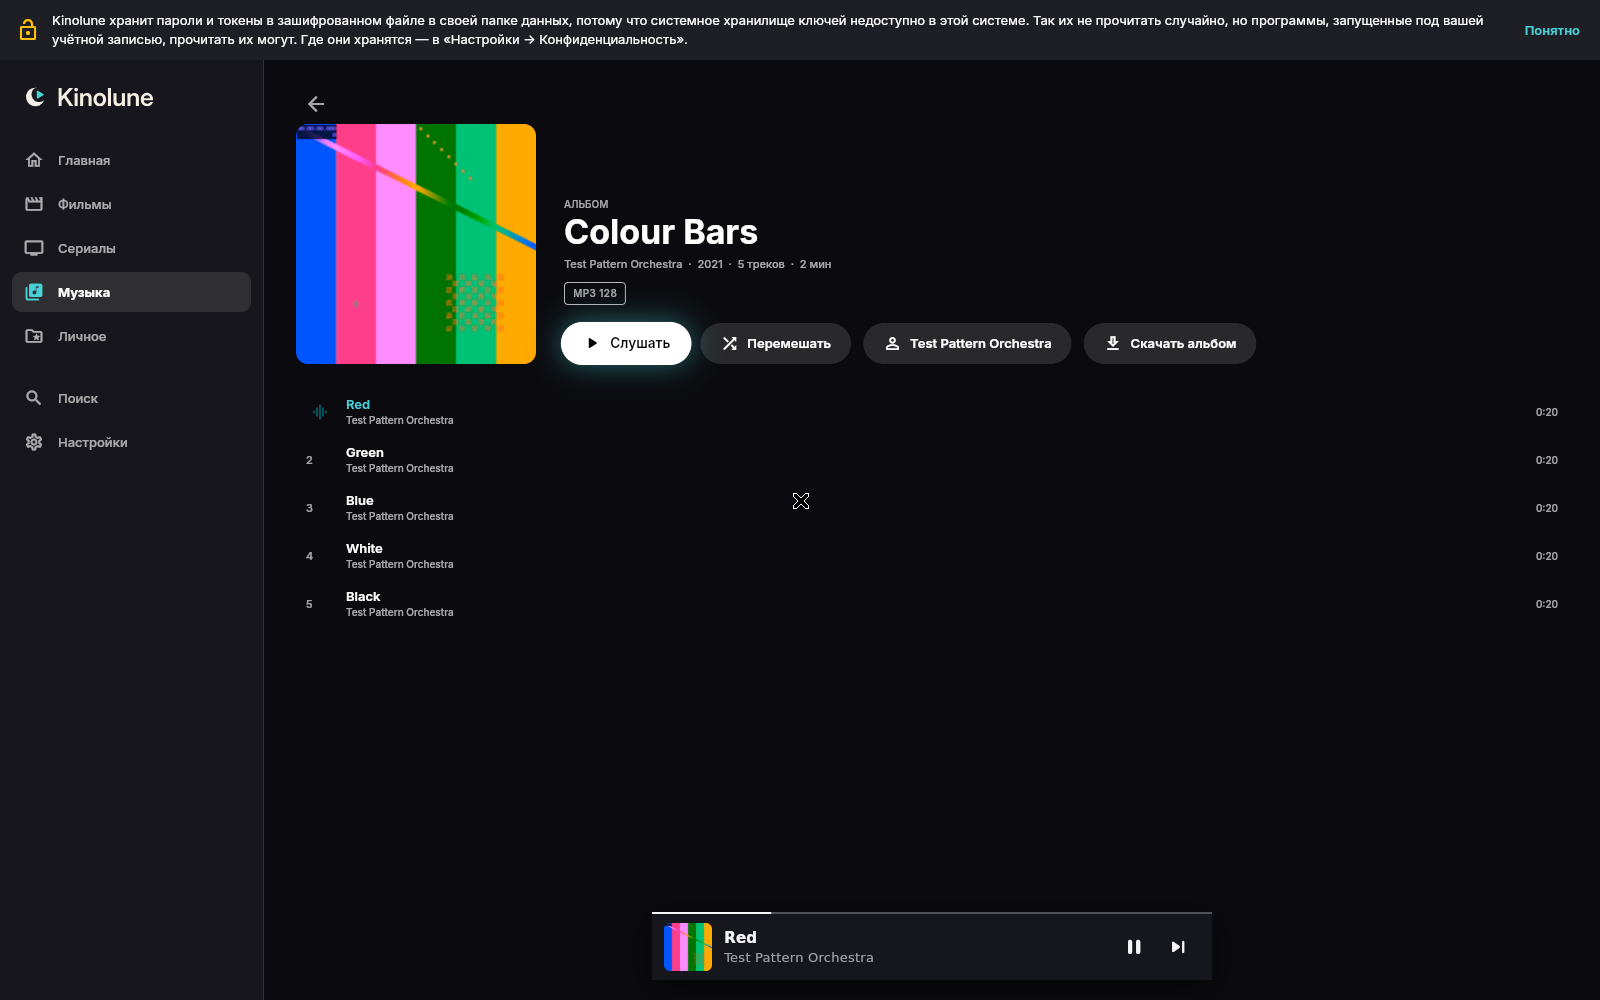 Kinolune хранит пароли и токены в зашифрованном файле в своей папке данных, потому что системное хранилище ключей недоступно в этой системе. Так их не прочитать случайно, но программы, запущенные под вашей
учётной записью, прочитать их могут. Где они хранятся — в «Настройки → Конфиденциальность».
Понятно
Kinolune
Главная
Фильмы
Сериалы
Музыка
Личное
Поиск
Настройки
АЛЬБОМ
Colour Bars
Test Pattern Orchestra · 2021 · 5 треков · 2 мин
MP3 128
Слушать
Перемешать
Test Pattern Orchestra
Скачать альбом
Red
Test Pattern Orchestra
0:20
2
Green
Test Pattern Orchestra
0:20
3
Blue
Test Pattern Orchestra
0:20
4
White
Test Pattern Orchestra
0:20
5
Black
Test Pattern Orchestra
0:20
Red
Test Pattern Orchestra